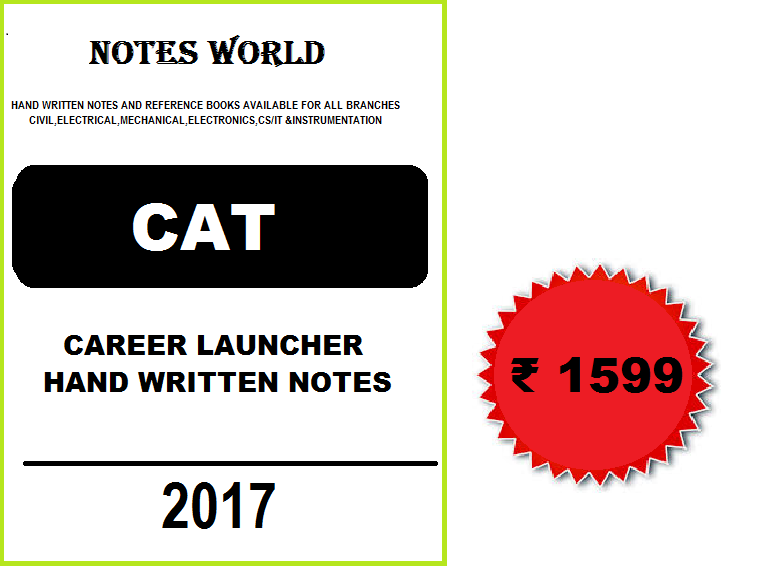 NOTES WORLD
HAND WRITTEN NOTES AND REFERENCE BOOKS AVAILABLE FOR ALL BRANCHES
CIVIL,ELECTRICAL,MECHANICAL,ELECTRONICS,CS/IT &INSTRUMENTATION
CAT
CAREER LAUNCHER
HAND WRITTEN NOTES
₹ 1599
2017